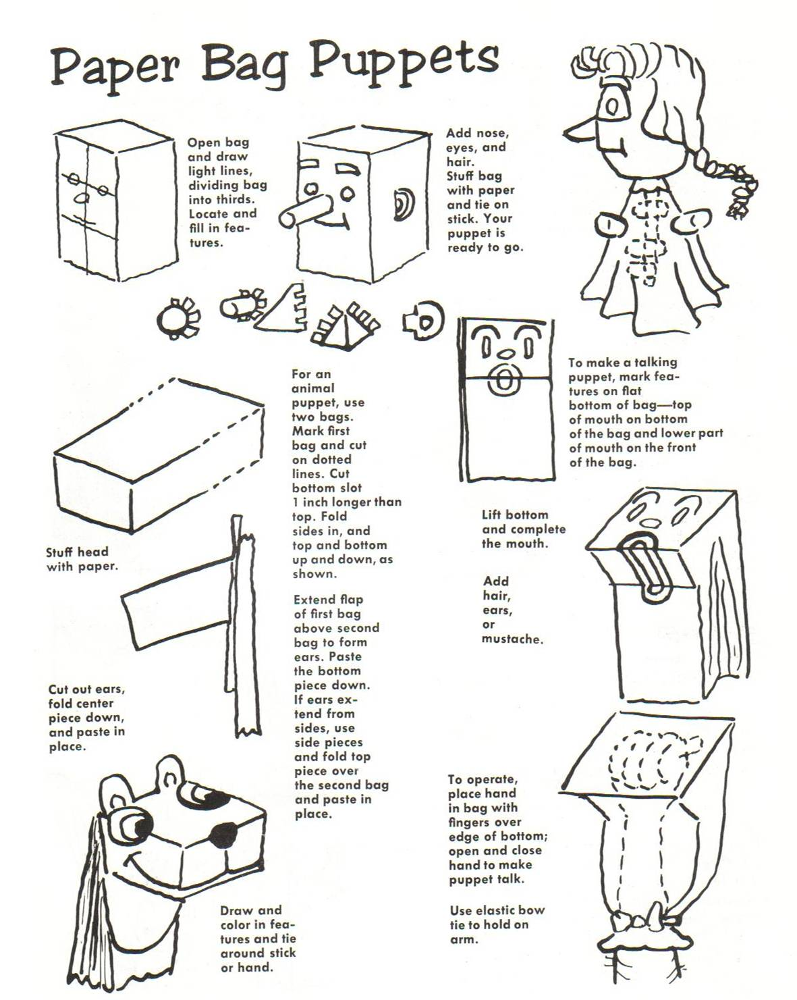 Paper Bag Puppets
Open bag
and draw
light lines,
dividing bag
into thirds.
Locate and
fill in fea-
tures.
Add nose,
eyes, and
hair.
Stuff bag
with paper
and tie on
stick. Your
puppet is
ready to go.
For an
animal
puppet, use
two bags.
Mark first
bag and cut
on dotted
lines. Cut
bottom slot
1 inch longer than
top. Fold
sides in, and
top and bottom
up and down, as
shown.
Stuff head
with paper.
Extend flap
of first bag
above second
bag to form
ears. Paste
the bottom
piece down.
If ears ex-
tend from
sides, use
side pieces
and fold top
piece over
the second bag
and paste in
place.
Cut out ears,
fold center
piece down,
and paste in
place.
Draw and
color in fea-
tures and tie
around stick
or hand.
To make a talking
puppet, mark fea-
tures on flat
bottom of bag—top
of mouth on bottom
of the bag and lower part
of mouth on the front
of the bag.
Lift bottom
and complete
the mouth.
Add
hair,
ears,
or
mustache.
To operate,
place hand
in bag with
fingers over
edge of bottom;
open and close
hand to make
puppet talk.
Use elastic bow
tie to hold on
arm.